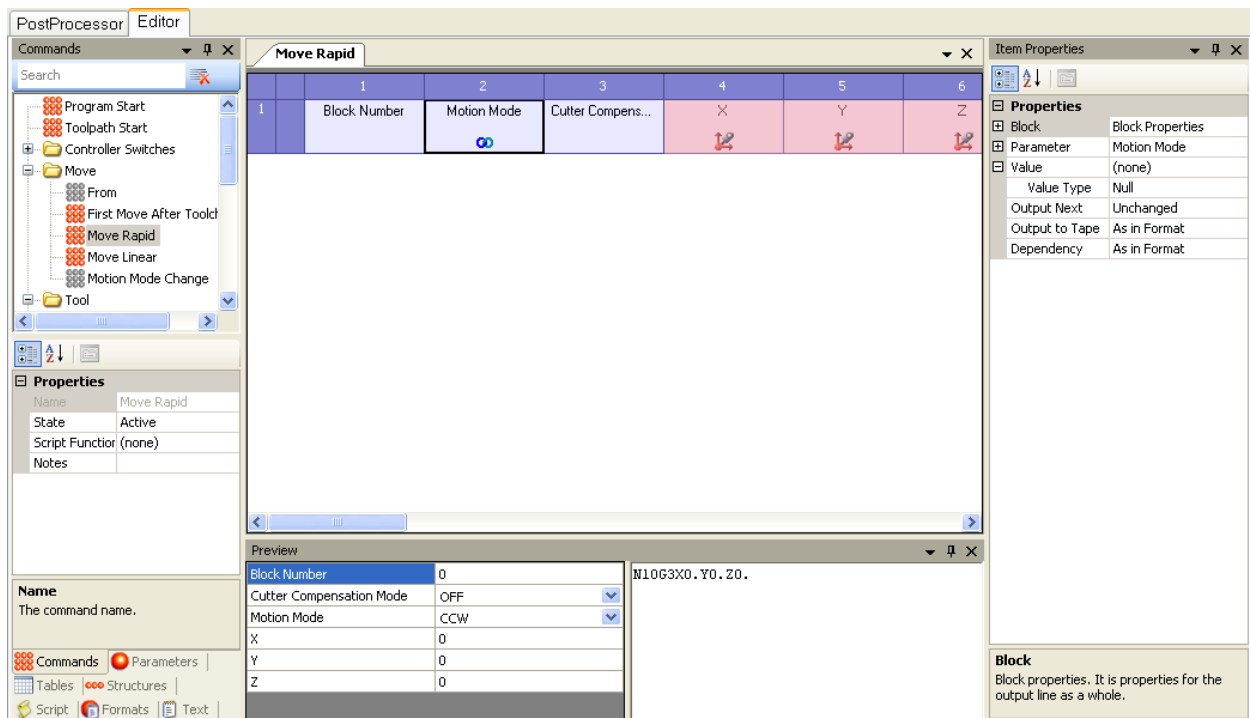 PostProcessor Editor
Commands
Search
Program Start
Toolpath Start
Controller Switches
Move
From
First Move After Toolch
Move Rapid
Move Linear
Motion Mode Change
Tool
Properties
Name Move Rapid
State Active
Script Function (none)
Notes
Name
The command name.
Commands Parameters
Tables Structures
Script Formats Text
Move Rapid
1 2 3 4 5 6
1 Block Number Motion Mode Cutter Compens... X Y Z
Preview
Block Number 0
Cutter Compensation Mode OFF
Motion Mode CCW
X 0
Y 0
Z 0
N10G3X0.Y0.Z0.
Item Properties
Properties
Block Block Properties
Parameter Motion Mode
Value (none)
Value Type Null
Output Next Unchanged
Output to Tape As in Format
Dependency As in Format
Block
Block properties. It is properties for the
output line as a whole.